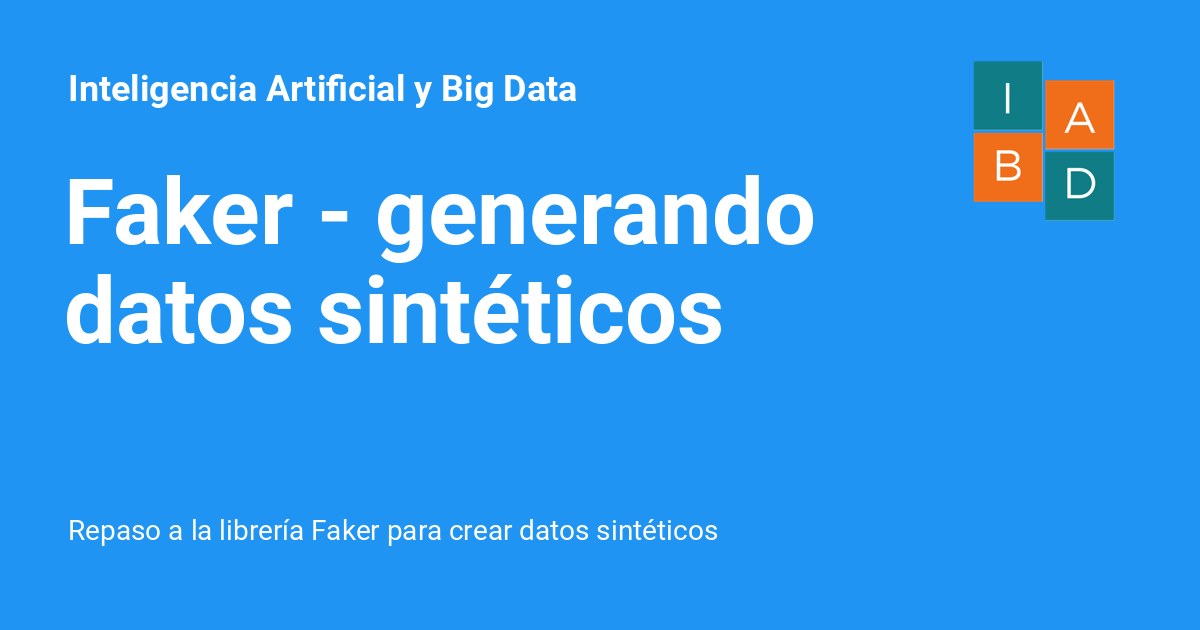 Inteligencia Artificial y Big Data
I A
B D
Faker - generando
datos sintéticos
Repaso a la librería Faker para crear datos sintéticos